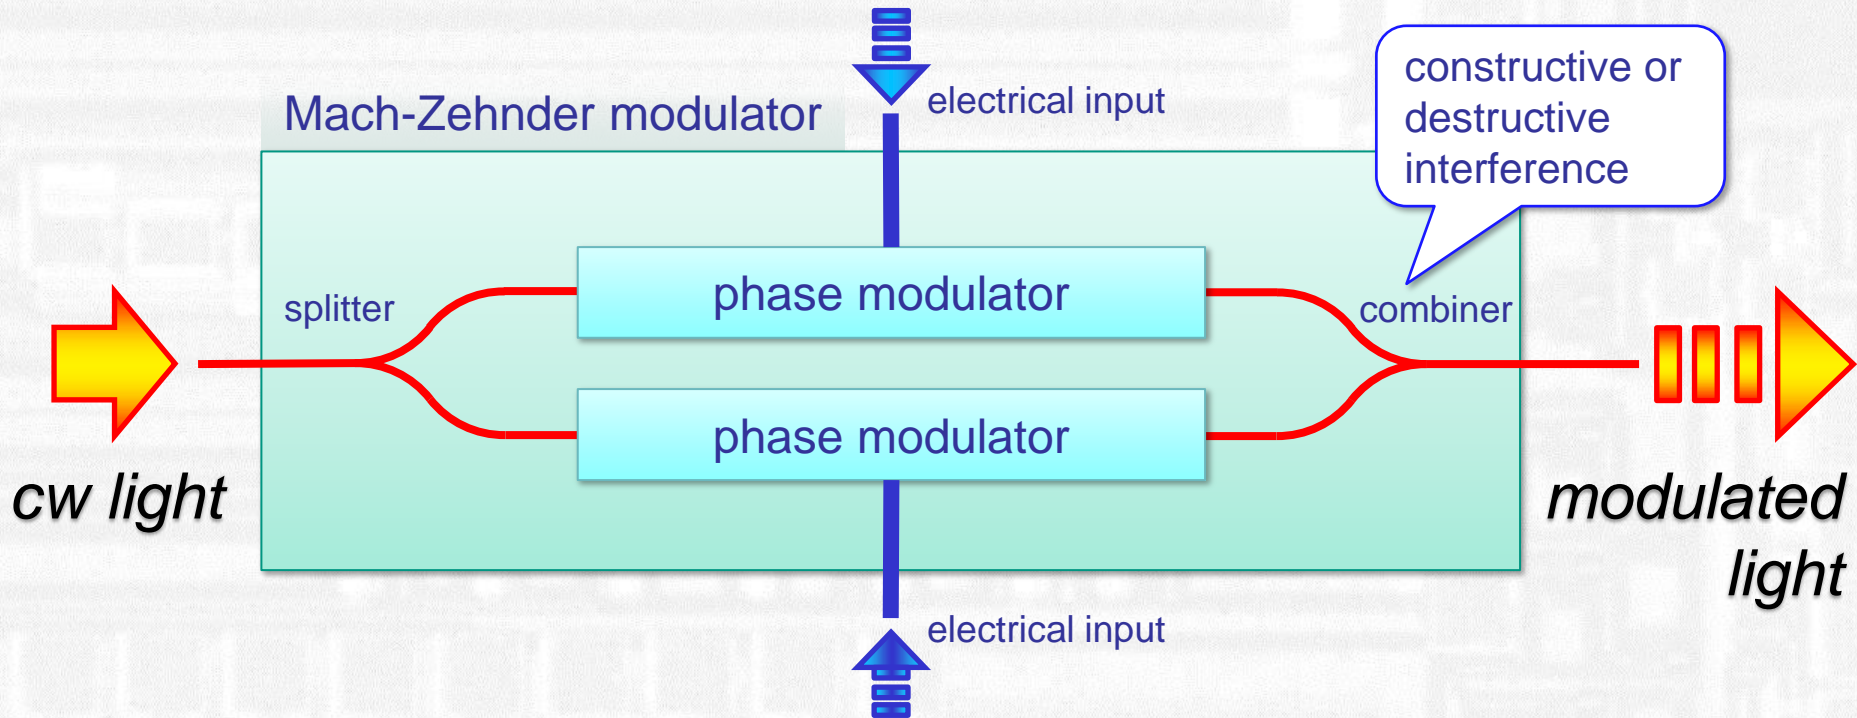 Mach-Zehnder modulator
electrical input
constructive or
destructive
interference
splitter
phase modulator
combiner
phase modulator
cw light
modulated
light
electrical input